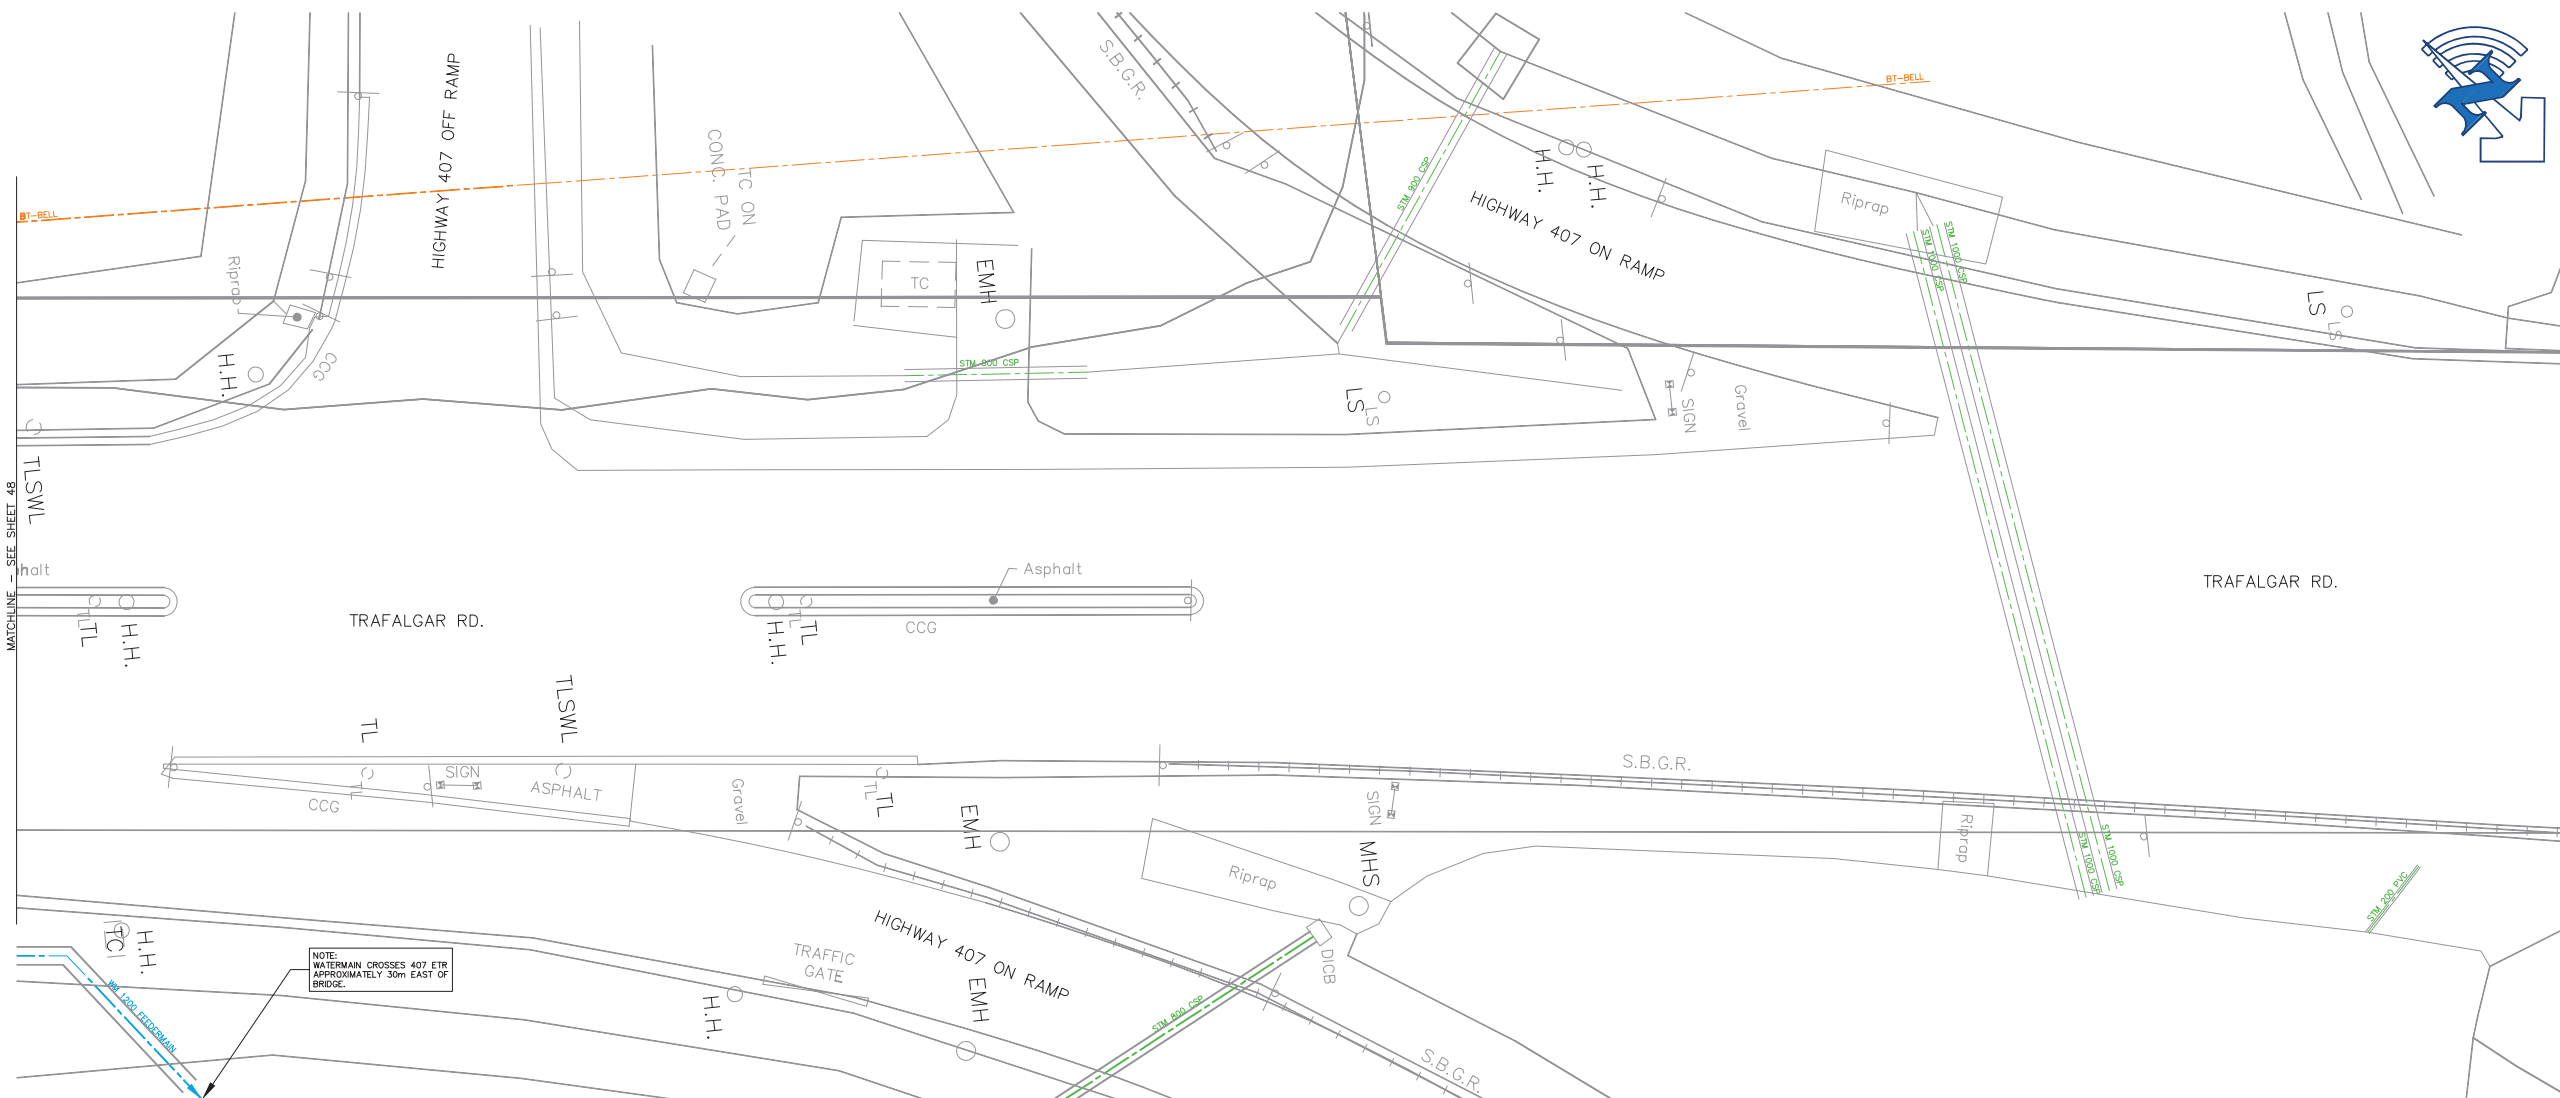 S.B.G.R.
HIGHWAY 407 OFF RAMP
BT-BELL
BT-BELL
CONC. PAD
TC ON
STM 800 CSP
H.H.
H.H.
HIGHWAY 407 ON RAMP
Riprap
STM 1000 CSP
STM 1000 CSP
Riprap
TC
EMH
LS
LS
H.H.
CCG
STM 800 CSP
LS
LS
SIGN
Gravel
TLSWL
MATCHLINE - SEE SHEET 48
halt
Asphalt
TRAFALGAR RD.
TL
TL
H.H.
TRAFALGAR RD.
H.H.
TL
TL
CCG
TL
TLSWL
TL
SIGN
ASPHALT
CCG
Gravel
TL
TL
EMH
S.B.G.R.
SIGN
MHS
Riprap
Riprap
STM 1000 CSP
STM 1000 CSP
STM 200 PVC
TC
H.H.
NOTE:
WATERMAIN CROSSES 407 ETR
APPROXIMATELY 30m EAST OF
BRIDGE.
WM 1200 FEEDERMAIN
H.H.
TRAFFIC
GATE
HIGHWAY 407 ON RAMP
EMH
STM 800 CSP
DICB
S.B.G.R.